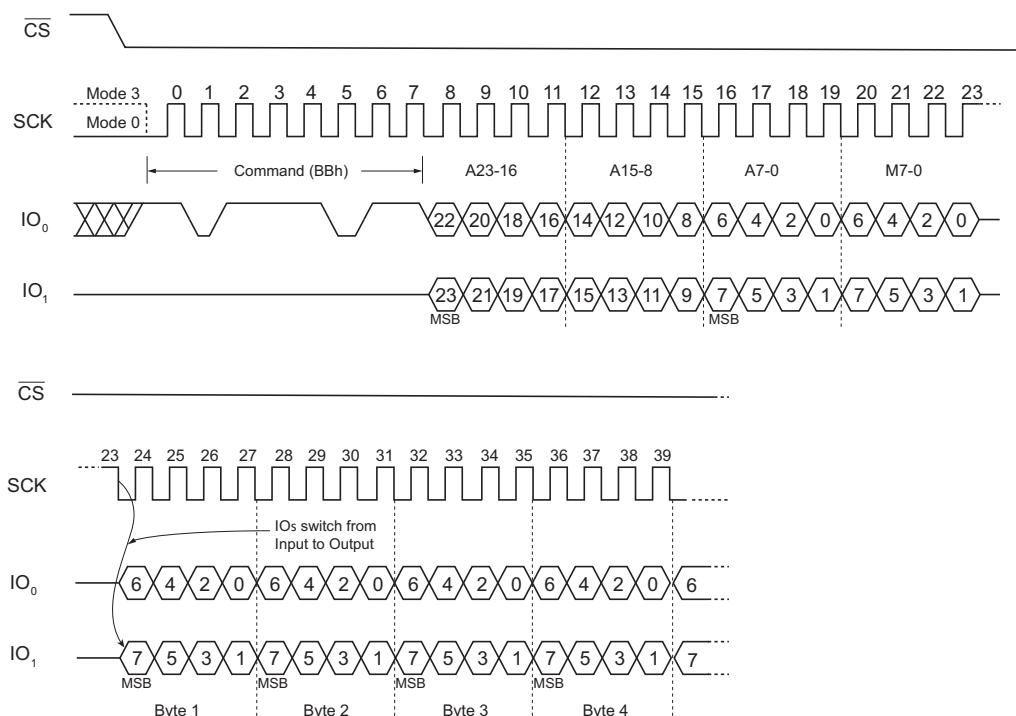 CS
Mode 3
0 1 2 3 4 5 6 7 8 9 10 11 12 13 14 15 16 17 18 19 20 21 22 23
SCK
Mode 0
Command (BBh) A23-16 A15-8 A7-0 M7-0
IO0 22 20 18 16 14 12 10 8 6 4 2 0 6 4 2 0
IO1 23 21 19 17 15 13 11 9 7 5 3 1 7 5 3 1
MSB MSB
CS
23 24 25 26 27 28 29 30 31 32 33 34 35 36 37 38 39
SCK
IOs switch from
Input to Output
IO0 6 4 2 0 6 4 2 0 6 4 2 0 6 4 2 0 6
IO1 7 5 3 1 7 5 3 1 7 5 3 1 7 5 3 1 7
MSB MSB MSB MSB
Byte 1 Byte 2 Byte 3 Byte 4